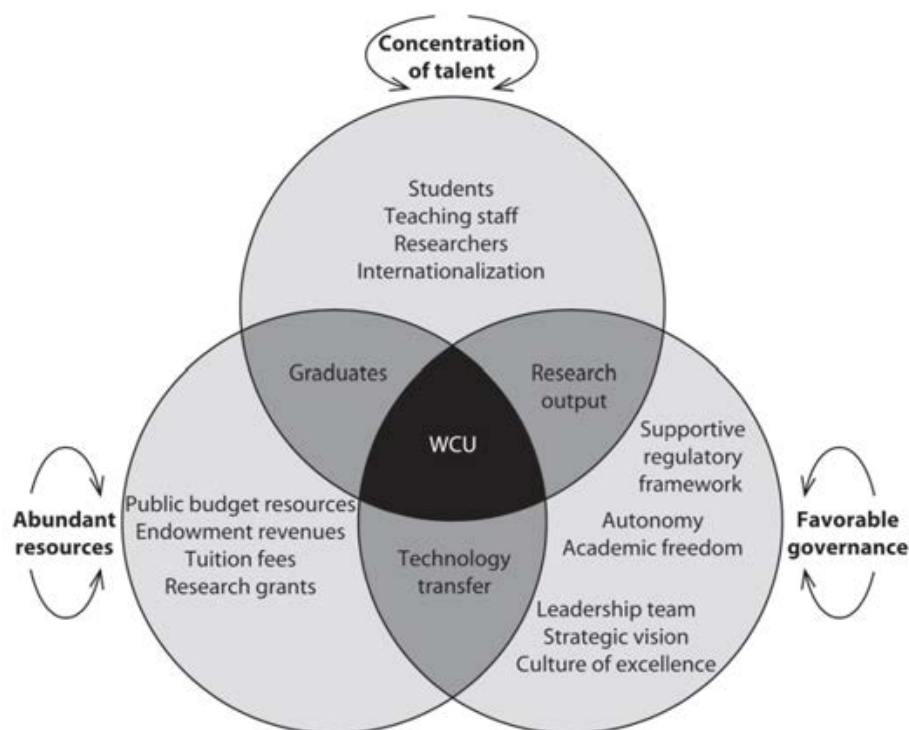 Concentration
of talent
Students
Teaching staff
Researchers
Internationalization
Graduates
Research
output
WCU
Supportive
regulatory
framework
Abundant
resources
Public budget resources
Endowment revenues
Tuition fees
Research grants
Autonomy
Academic freedom
Favorable
governance
Technology
transfer
Leadership team
Strategic vision
Culture of excellence